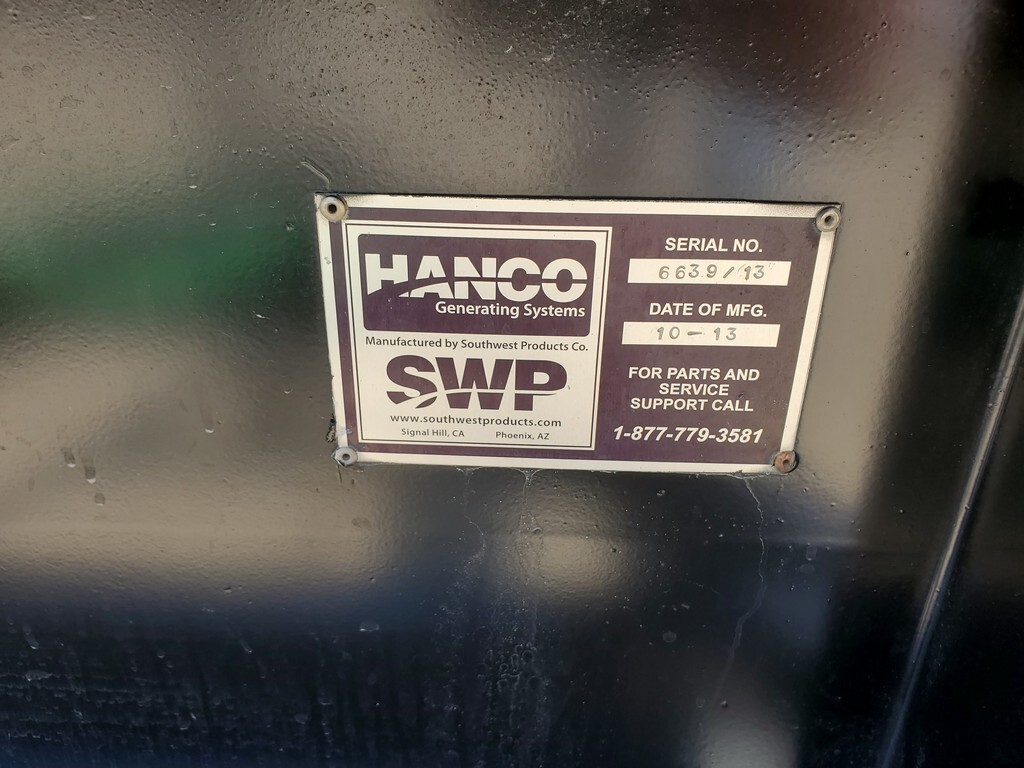 HANCO
Generating Systems
Manufactured by Southwest Products Co.
SWP
www.southwestproducts.com
Signal Hill, CA Phoenix, AZ
SERIAL NO.
6639/13
DATE OF MFG.
10-13
FOR PARTS AND
SERVICE
SUPPORT CALL
1-877-779-3581